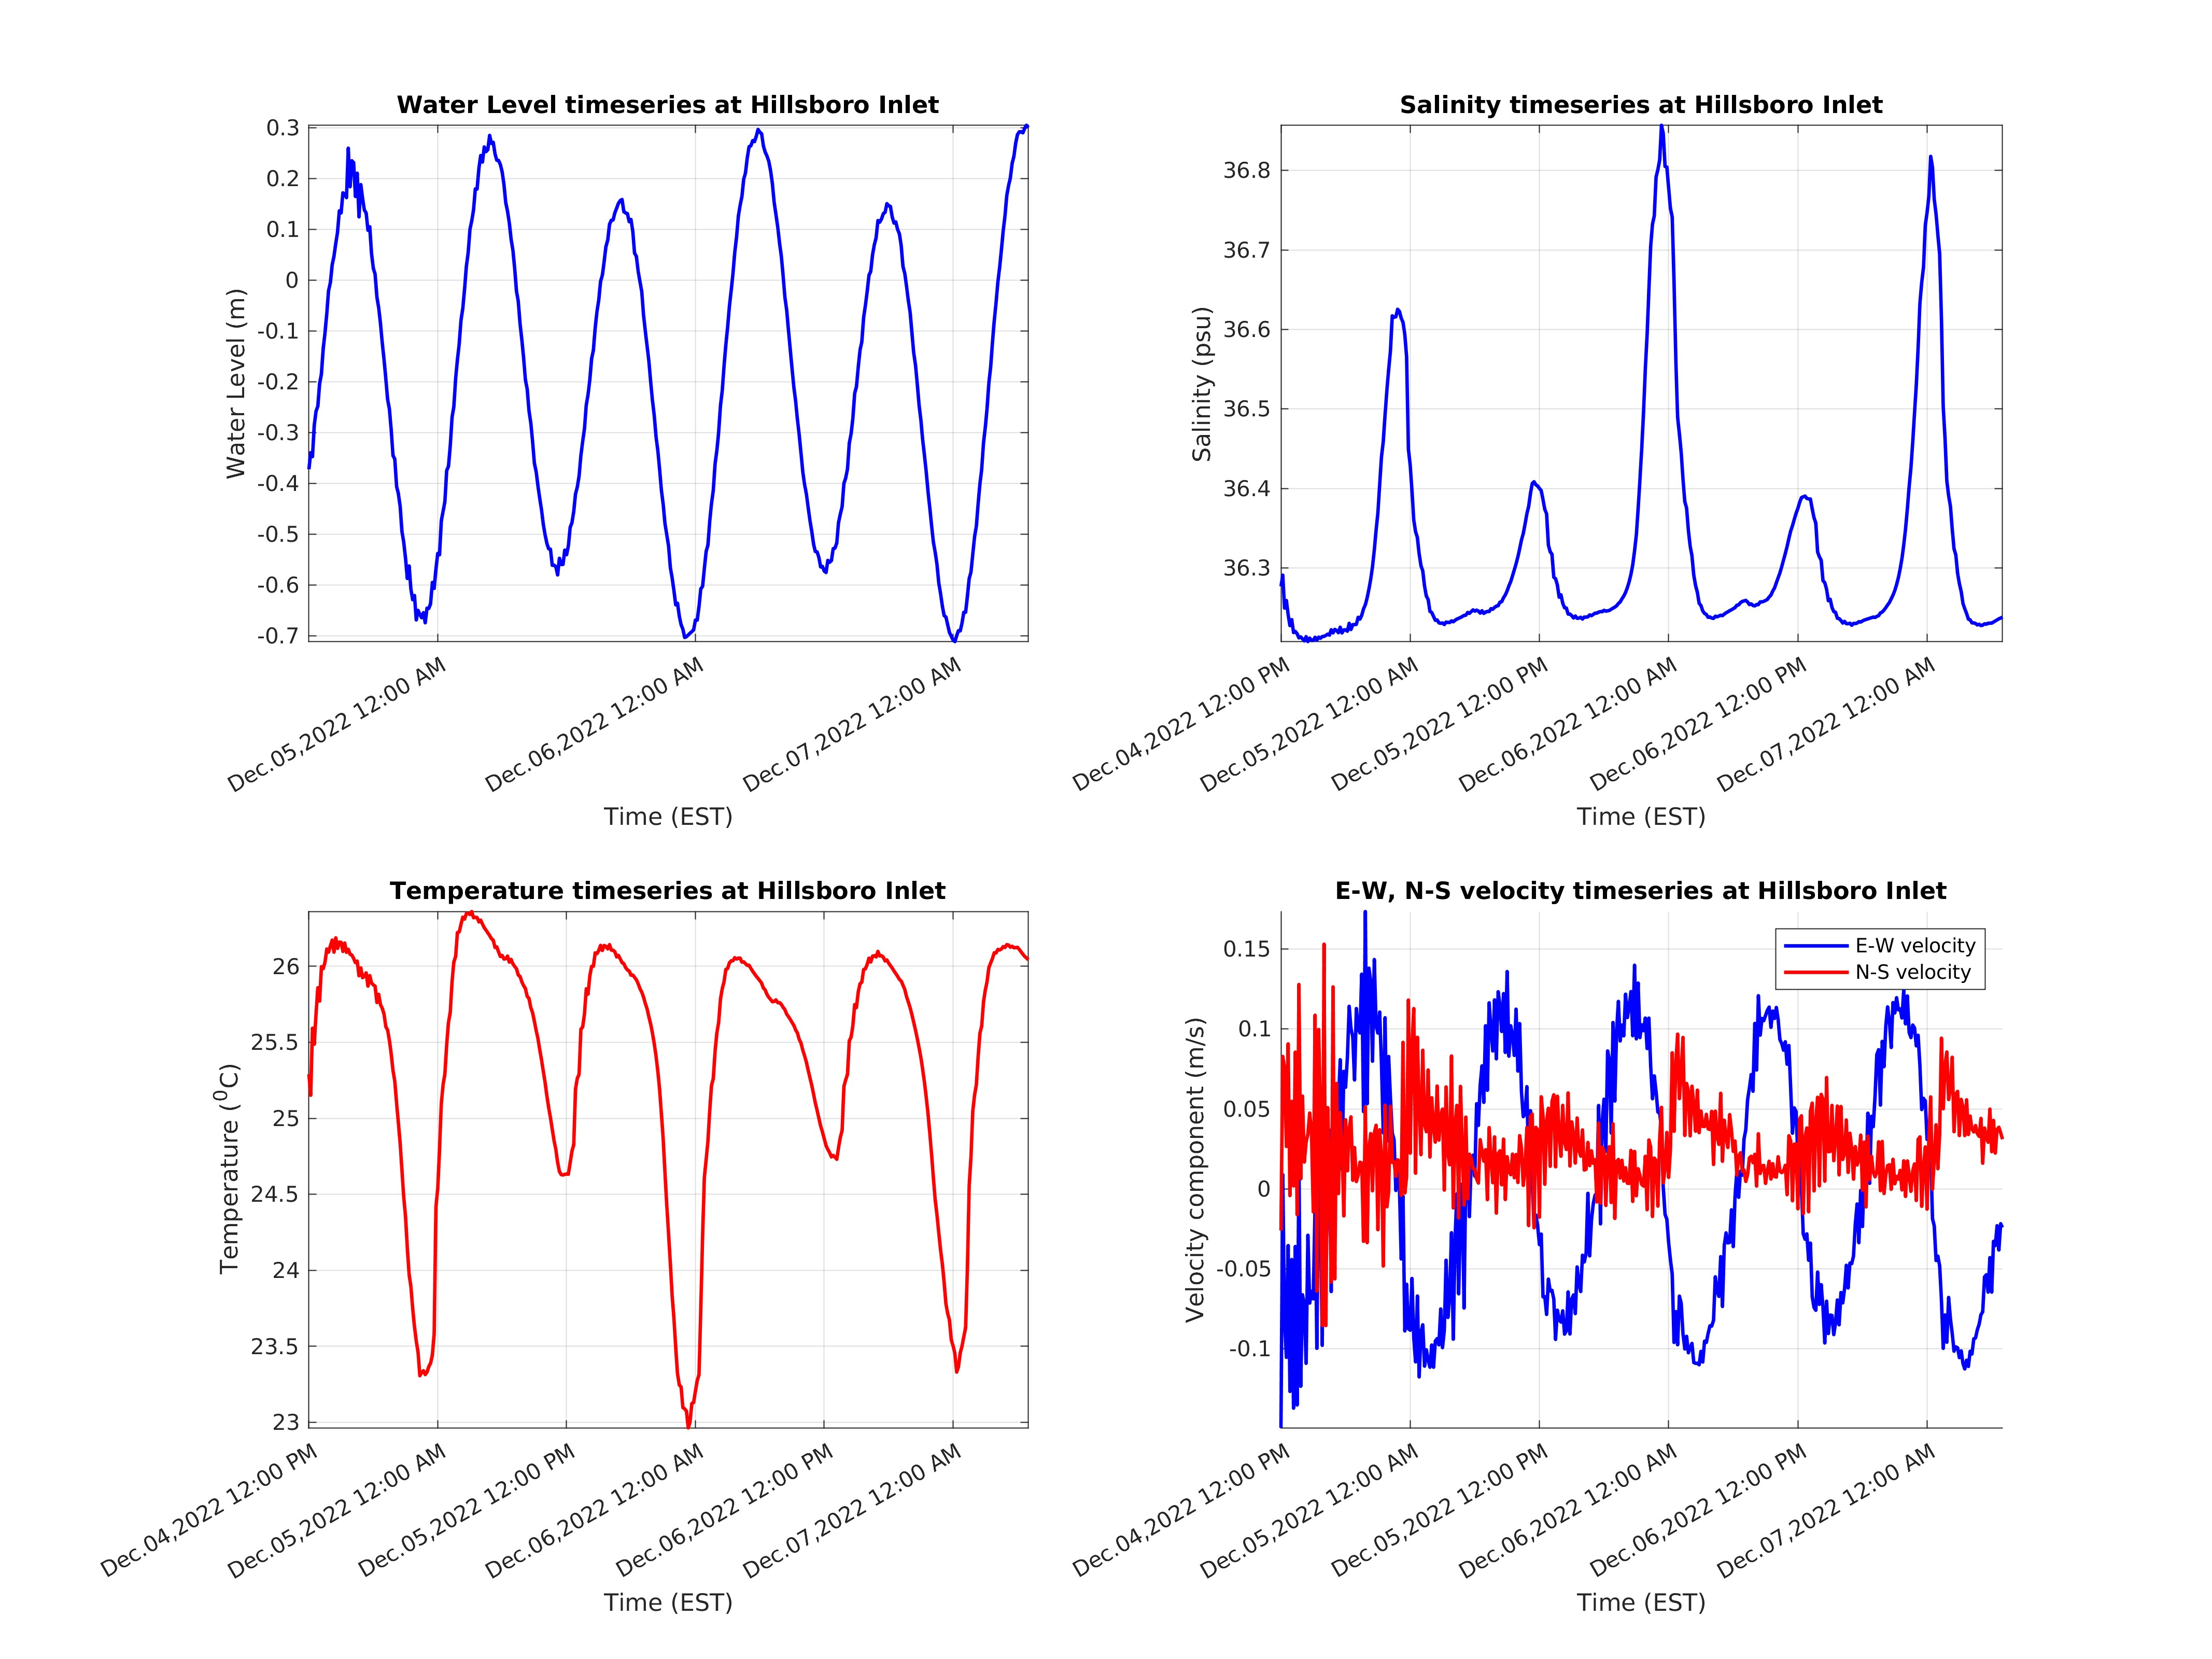 Water Level timeseries at Hillsboro Inlet
0.3
0.2
0.1
0
-0.1
-0.2
-0.3
-0.4
-0.5
-0.6
-0.7
Water Level (m)
Dec.05,2022 12:00 AM
Dec.06,2022 12:00 AM
Dec.07,2022 12:00 AM
Time (EST)
Salinity timeseries at Hillsboro Inlet
36.8
36.7
36.6
36.5
36.4
36.3
Salinity (psu)
Dec.04,2022 12:00 PM
Dec.05,2022 12:00 AM
Dec.05,2022 12:00 PM
Dec.06,2022 12:00 AM
Dec.06,2022 12:00 PM
Dec.07,2022 12:00 AM
Time (EST)
Temperature timeseries at Hillsboro Inlet
26
25.5
25
24.5
24
23.5
23
Temperature (⁰C)
Dec.04,2022 12:00 PM
Dec.05,2022 12:00 AM
Dec.05,2022 12:00 PM
Dec.06,2022 12:00 AM
Dec.06,2022 12:00 PM
Dec.07,2022 12:00 AM
Time (EST)
E-W, N-S velocity timeseries at Hillsboro Inlet
E-W velocity
N-S velocity
0.15
0.1
0.05
0
-0.05
-0.1
Velocity component (m/s)
Dec.04,2022 12:00 PM
Dec.05,2022 12:00 AM
Dec.05,2022 12:00 PM
Dec.06,2022 12:00 AM
Dec.06,2022 12:00 PM
Dec.07,2022 12:00 AM
Time (EST)